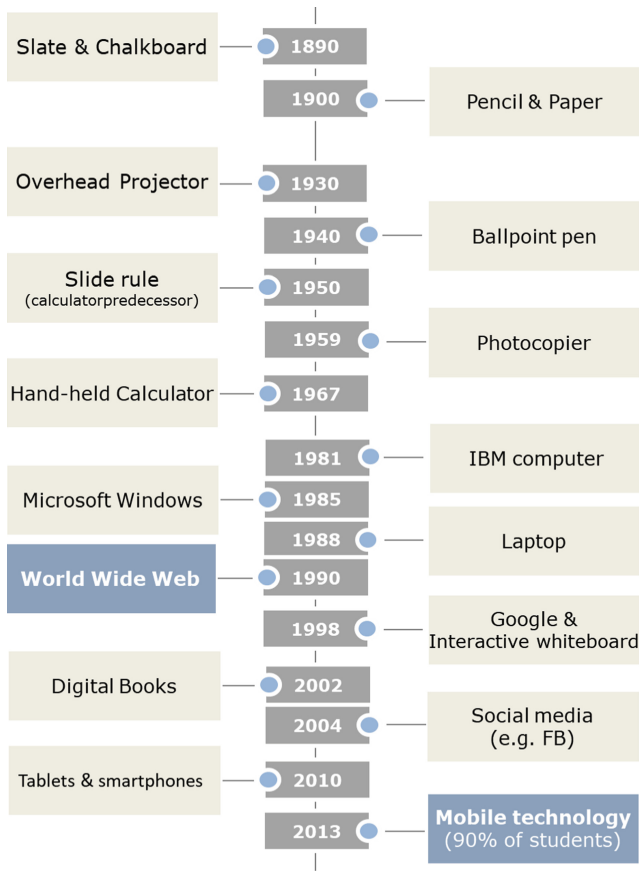 Slate & Chalkboard
1890
1900
Pencil & Paper
Overhead Projector
1930
1940
Ballpoint pen
Slide rule
(calculatorpredecessor)
1950
1959
Photocopier
Hand-held Calculator
1967
1981
IBM computer
Microsoft Windows
1985
1988
Laptop
World Wide Web
1990
1998
Google &
Interactive whiteboard
Digital Books
2002
2004
Social media
(e.g. FB)
Tablets & smartphones
2010
2013
Mobile technology
(90% of students)